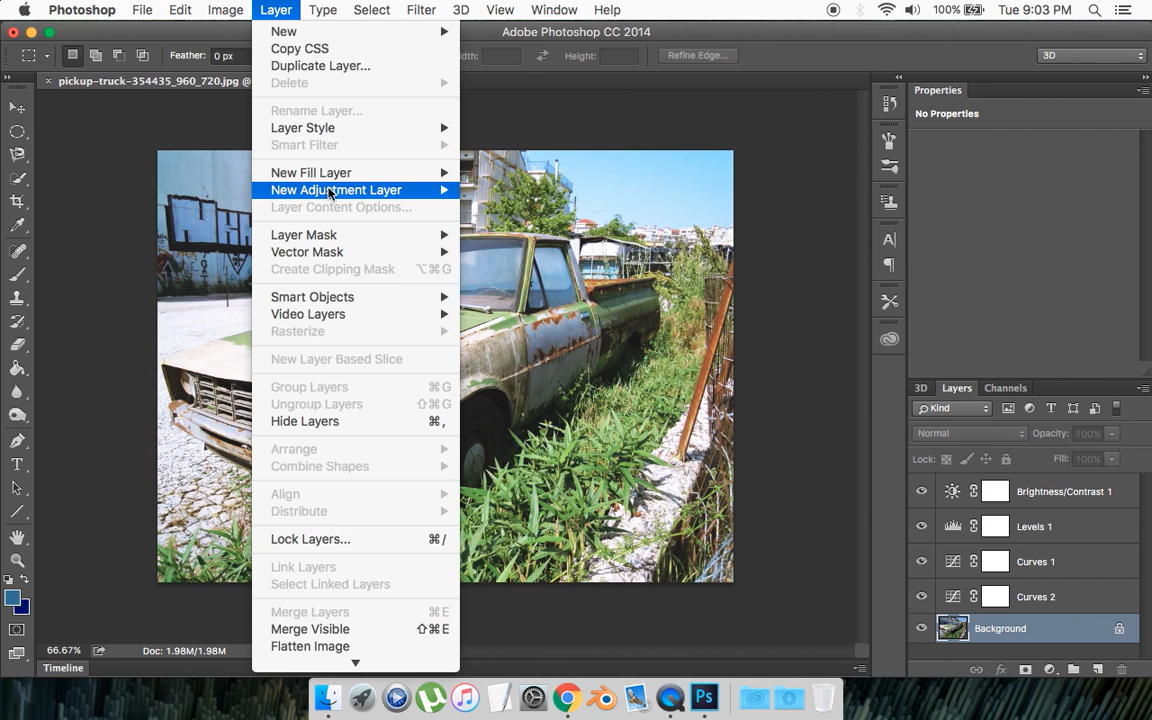 Photoshop File Edit Image Layer Type Select Filter 3D View Window Help 100% Tue 9:03 PM
Adobe Photoshop CC 2014
Feather: 0 px Height: Refine Edge... 3D
pickup-truck-354435_960_720.jpg @
New
Copy CSS
Duplicate Layer...
Delete
Rename Layer...
Layer Style
Smart Filter
New Fill Layer
New Adjustment Layer
Layer Content Options...
Layer Mask
Vector Mask
Create Clipping Mask ⌥⌘G
Smart Objects
Video Layers
Rasterize
New Layer Based Slice
Group Layers ⌘G
Ungroup Layers ⇧⌘G
Hide Layers ⌘,
Arrange
Combine Shapes
Align
Distribute
Lock Layers... ⌘/
Link Layers
Select Linked Layers
Merge Layers ⌘E
Merge Visible ⇧⌘E
Flatten Image
Properties
No Properties
3D Layers Channels
Kind
Normal Opacity: 100%
Lock: Fill: 100%
Brightness/Contrast 1
Levels 1
Curves 1
Curves 2
Background
66.67% Doc: 1.98M/1.98M
Timeline
Ps